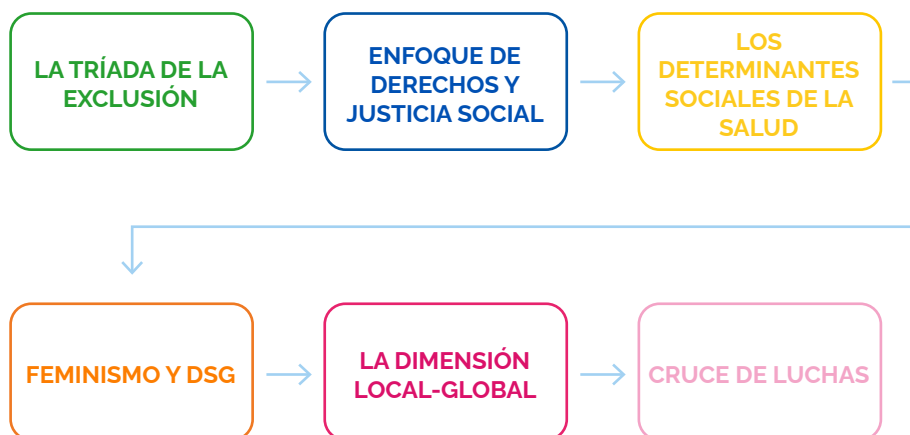 LA TRÍADA DE LA
EXCLUSIÓN
ENFOQUE DE
DERECHOS Y
JUSTICIA SOCIAL
LOS
DETERMINANTES
SOCIALES DE LA
SALUD
FEMINISMO Y DSG
LA DIMENSIÓN
LOCAL-GLOBAL
CRUCE DE LUCHAS